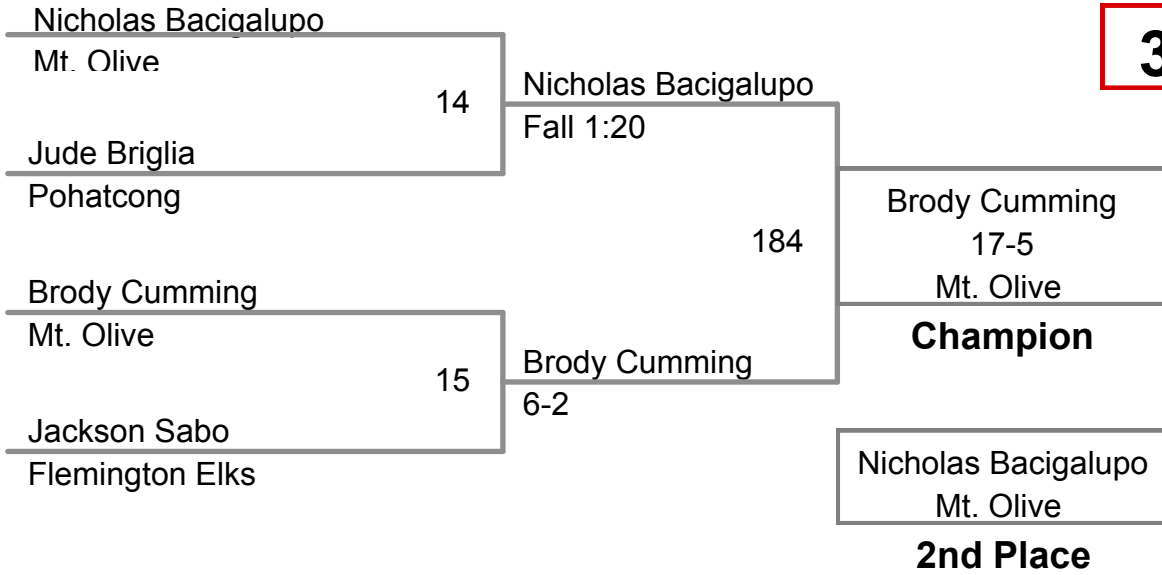 Nicholas Bacigalupo
Mt. Olive
14
Nicholas Bacigalupo
Fall 1:20
3
Jude Briglia
Pohatcong
184
Brody Cumming
17-5
Mt. Olive
Champion
Brody Cumming
Mt. Olive
15
Brody Cumming
6-2
Jackson Sabo
Flemington Elks
Nicholas Bacigalupo
Mt. Olive
2nd Place